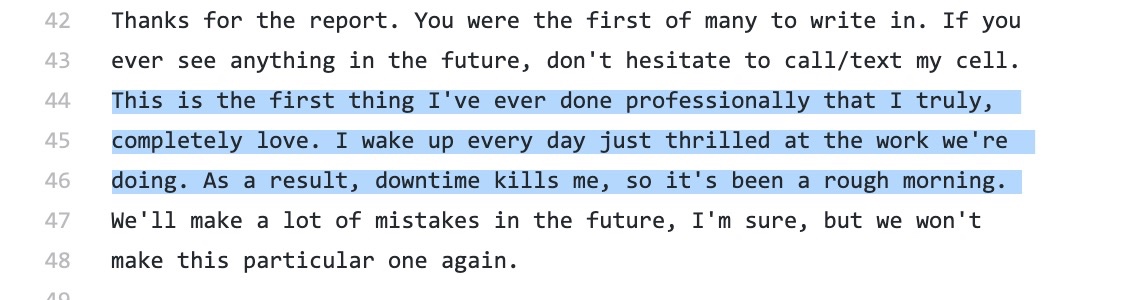 42 Thanks for the report. You were the first of many to write in. If you
43 ever see anything in the future, don't hesitate to call/text my cell.
44 This is the first thing I've ever done professionally that I truly,
45 completely love. I wake up every day just thrilled at the work we're
46 doing. As a result, downtime kills me, so it's been a rough morning.
47 We'll make a lot of mistakes in the future, I'm sure, but we won't
48 make this particular one again.
49